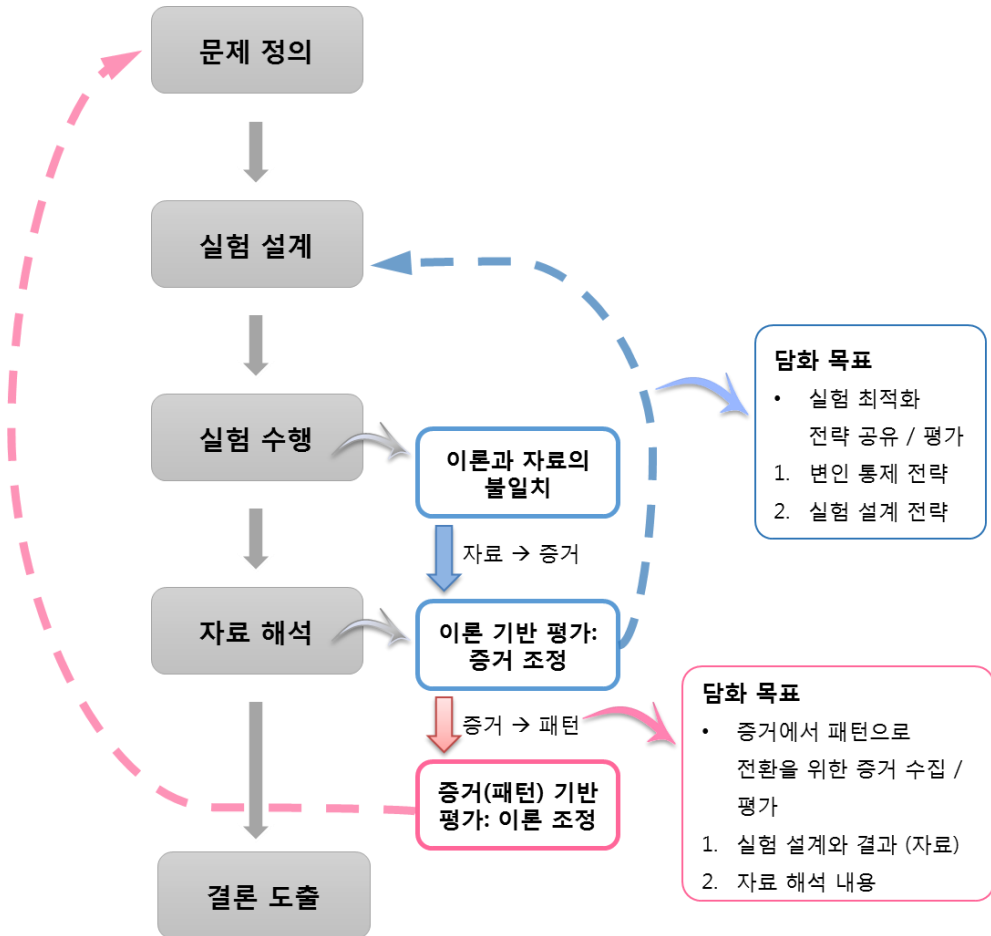 문제 정의
실험 설계
담화 목표
• 실험 최적화
전략 공유 / 평가
1. 변인 통제 전략
2. 실험 설계 전략
실험 수행
이론과 자료의
불일치
자료 → 증거
자료 해석
이론 기반 평가:
증거 조정
증거 → 패턴
담화 목표
• 증거에서 패턴으로
전환을 위한 증거 수집 /
평가
1. 실험 설계와 결과 (자료)
2. 자료 해석 내용
증거(패턴) 기반
평가: 이론 조정
결론 도출